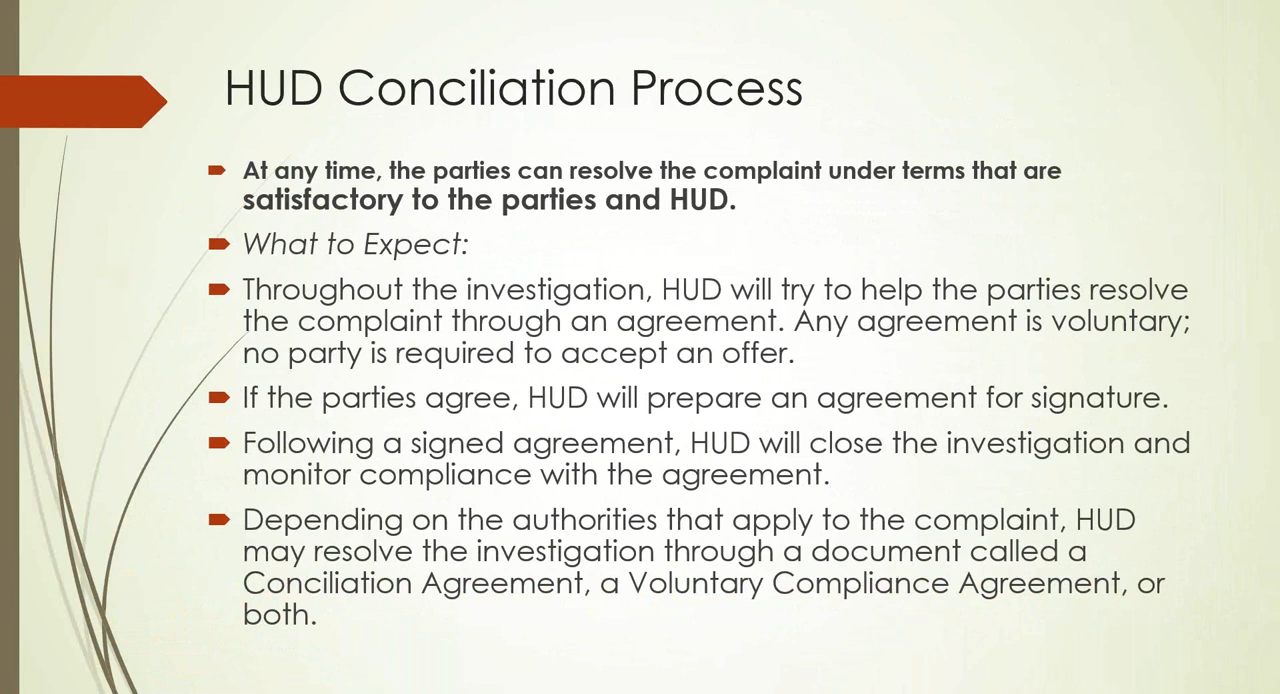 HUD Conciliation Process
At any time, the parties can resolve the complaint under terms that are
satisfactory to the parties and HUD.
What to Expect:
Throughout the investigation, HUD will try to help the parties resolve
the complaint through an agreement. Any agreement is voluntary;
no party is required to accept an offer.
If the parties agree, HUD will prepare an agreement for signature.
Following a signed agreement, HUD will close the investigation and
monitor compliance with the agreement.
Depending on the authorities that apply to the complaint, HUD
may resolve the investigation through a document called a
Conciliation Agreement, a Voluntary Compliance Agreement, or
both.